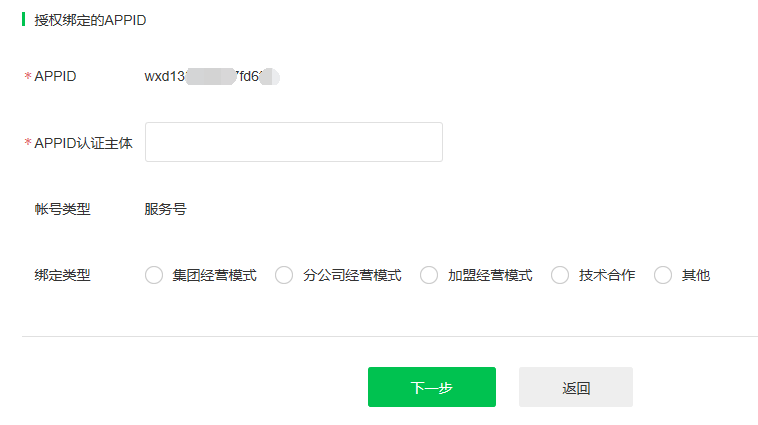 授权绑定的APPID
*APPID wxd13 7fd6
*APPID认证主体
帐号类型 服务号
绑定类型 集团经营模式 分公司经营模式 加盟经营模式 技术合作 其他
下一步 返回